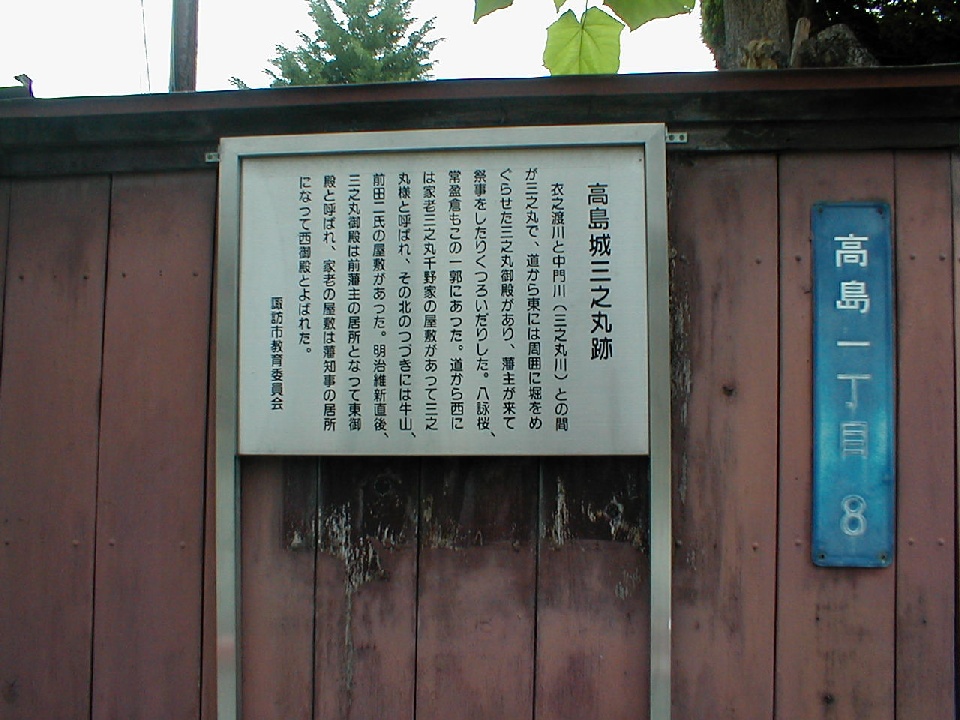 高島城三之丸跡
衣之渡川と中門川（三之丸川）との間
が三之丸で、道から東には周囲に堀をめ
ぐらせた三之丸御殿があり、藩主が来て
祭事をしたりくつろいだりした。八詠桜、
常盈倉もこの一郭にあった。道から西に
は家老三之丸千野家の屋敷があって三之
丸様と呼ばれ、その北のつづきには牛山、
前田二氏の屋敷があった。明治維新直後、
三之丸御殿は前藩主の居所となって東御
殿と呼ばれ、家老の屋敷は藩知事の居所
になって西御殿とよばれた。
諏訪市教育委員会
高島一丁目 8